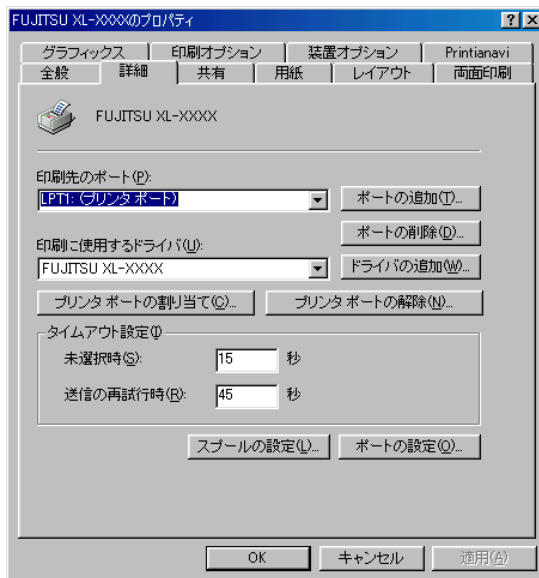 FUJITSU XL-XXXXのプロパティ
グラフィックス 印刷オプション 装置オプション Printianavi
全般 詳細 共有 用紙 レイアウト 両面印刷
FUJITSU XL-XXXX
印刷先のポート(P):
LPT1: (プリンタ ポート) ポートの追加(T)...
ポートの削除(D)...
印刷に使用するドライバ(U):
FUJITSU XL-XXXX ドライバの追加(W)...
プリンタ ポートの割り当て(C)... プリンタ ポートの解除(N)...
タイムアウト設定(I)
未選択時(S): 15 秒
送信の再試行時(R): 45 秒
スプールの設定(L)... ポートの設定(O)...
OK キャンセル 適用(A)